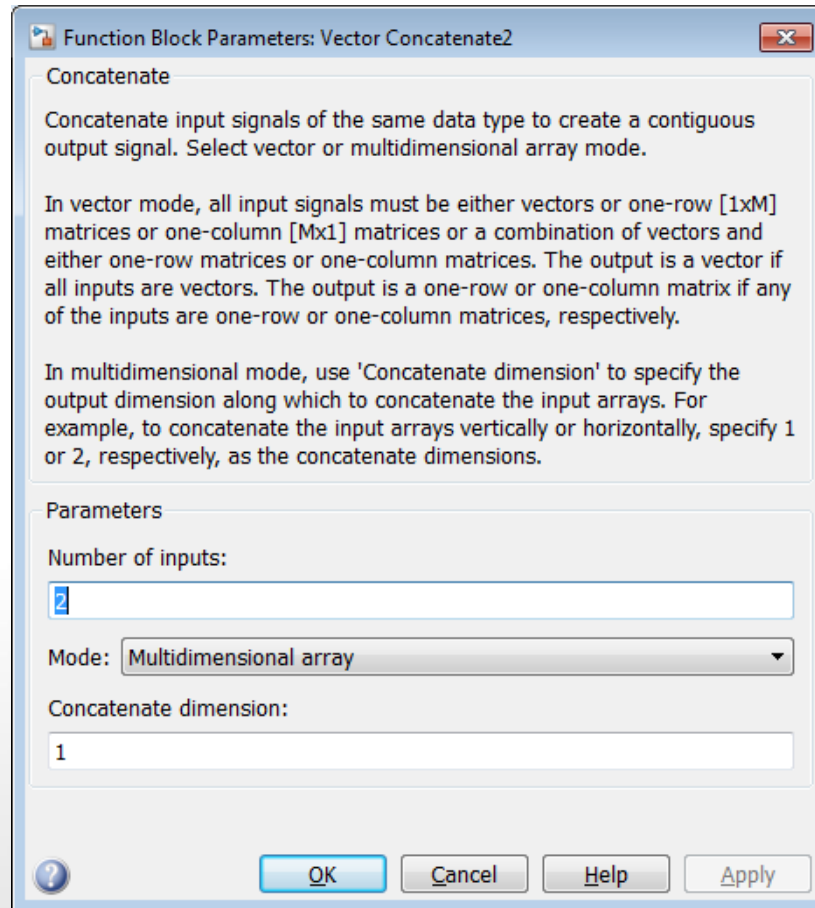 Function Block Parameters: Vector Concatenate2
Concatenate
Concatenate input signals of the same data type to create a contiguous
output signal. Select vector or multidimensional array mode.
In vector mode, all input signals must be either vectors or one-row [1xM]
matrices or one-column [Mx1] matrices or a combination of vectors and
either one-row matrices or one-column matrices. The output is a vector if
all inputs are vectors. The output is a one-row or one-column matrix if any
of the inputs are one-row or one-column matrices, respectively.
In multidimensional mode, use 'Concatenate dimension' to specify the
output dimension along which to concatenate the input arrays. For
example, to concatenate the input arrays vertically or horizontally, specify 1
or 2, respectively, as the concatenate dimensions.
Parameters
Number of inputs:
2
Mode: Multidimensional array
Concatenate dimension:
1
? OK Cancel Help Apply